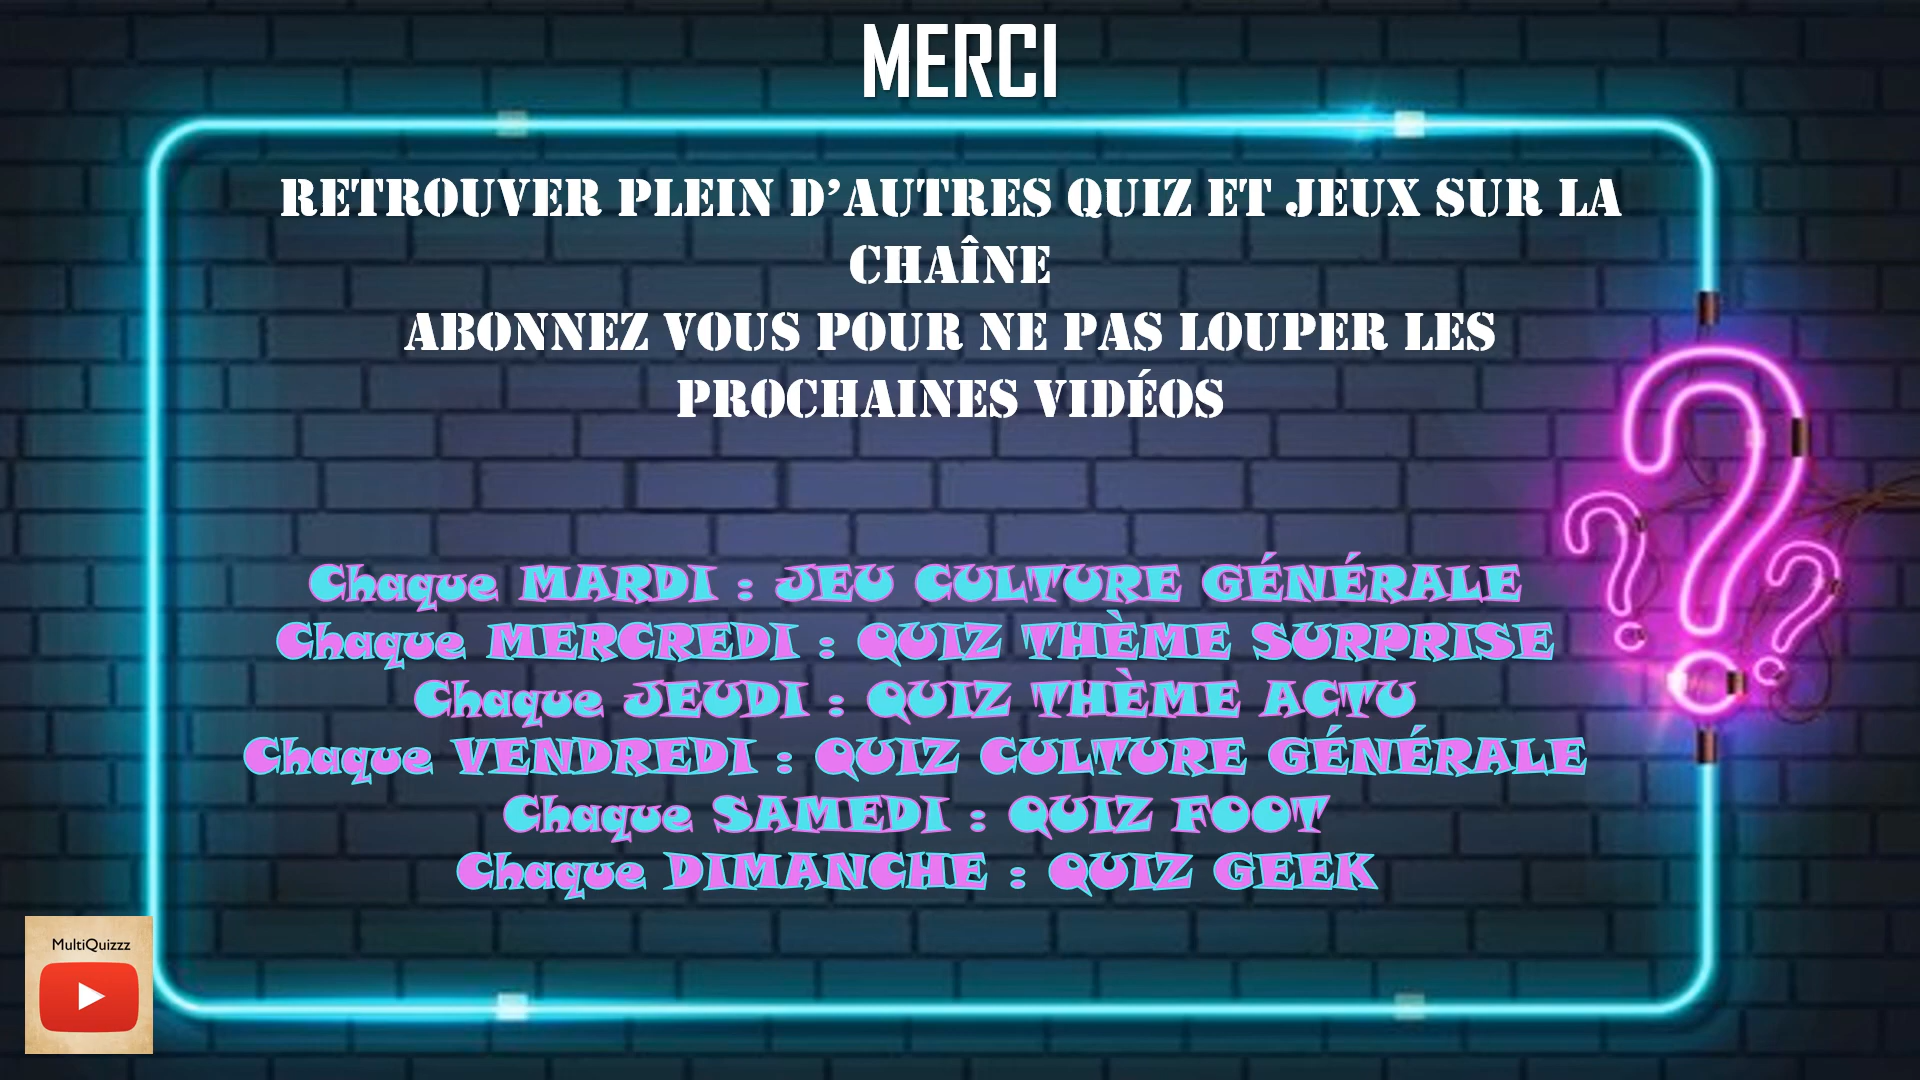 MERCI
RETROUVER PLEIN D’AUTRES QUIZ ET JEUX SUR LA
CHAÎNE
ABONNEZ VOUS POUR NE PAS LOUPER LES
PROCHAINES VIDÉOS
Chaque MARDI : JEU CULTURE GÉNÉRALE
Chaque MERCREDI : QUIZ THÈME SURPRISE
Chaque JEUDI : QUIZ THÈME ACTU
Chaque VENDREDI : QUIZ CULTURE GÉNÉRALE
Chaque SAMEDI : QUIZ FOOT
Chaque DIMANCHE : QUIZ GEEK
MultiQuizzz